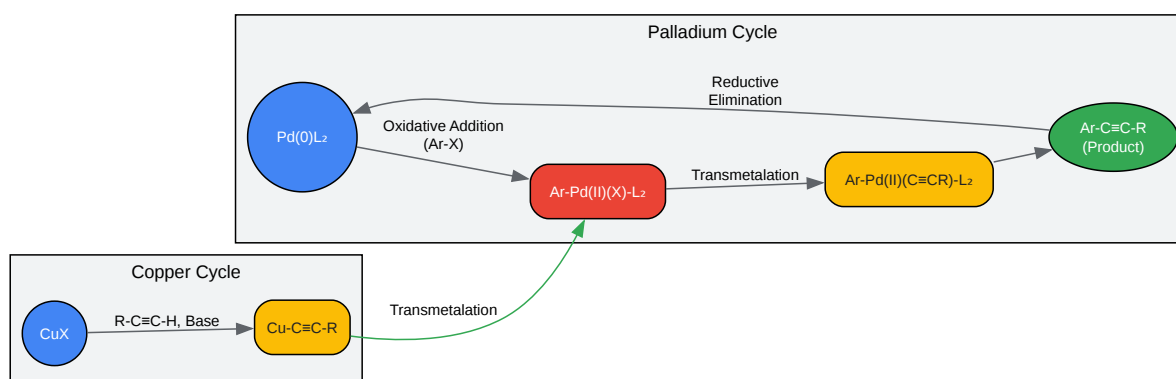 Palladium Cycle
Reductive
Elimination
Pd(0)L₂
Oxidative Addition
(Ar-X)
Ar-C≡C-R
(Product)
Ar-Pd(II)(X)-L₂
Transmetalation
Ar-Pd(II)(C≡CR)-L₂
Copper Cycle
CuX
R-C≡C-H, Base
Cu-C≡C-R
Transmetalation